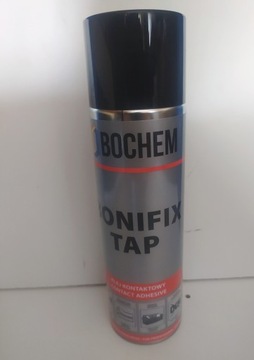 BOCHEM
ONIFIX
TAP
KONTAKTOWY
CONTACT ADHESIVE